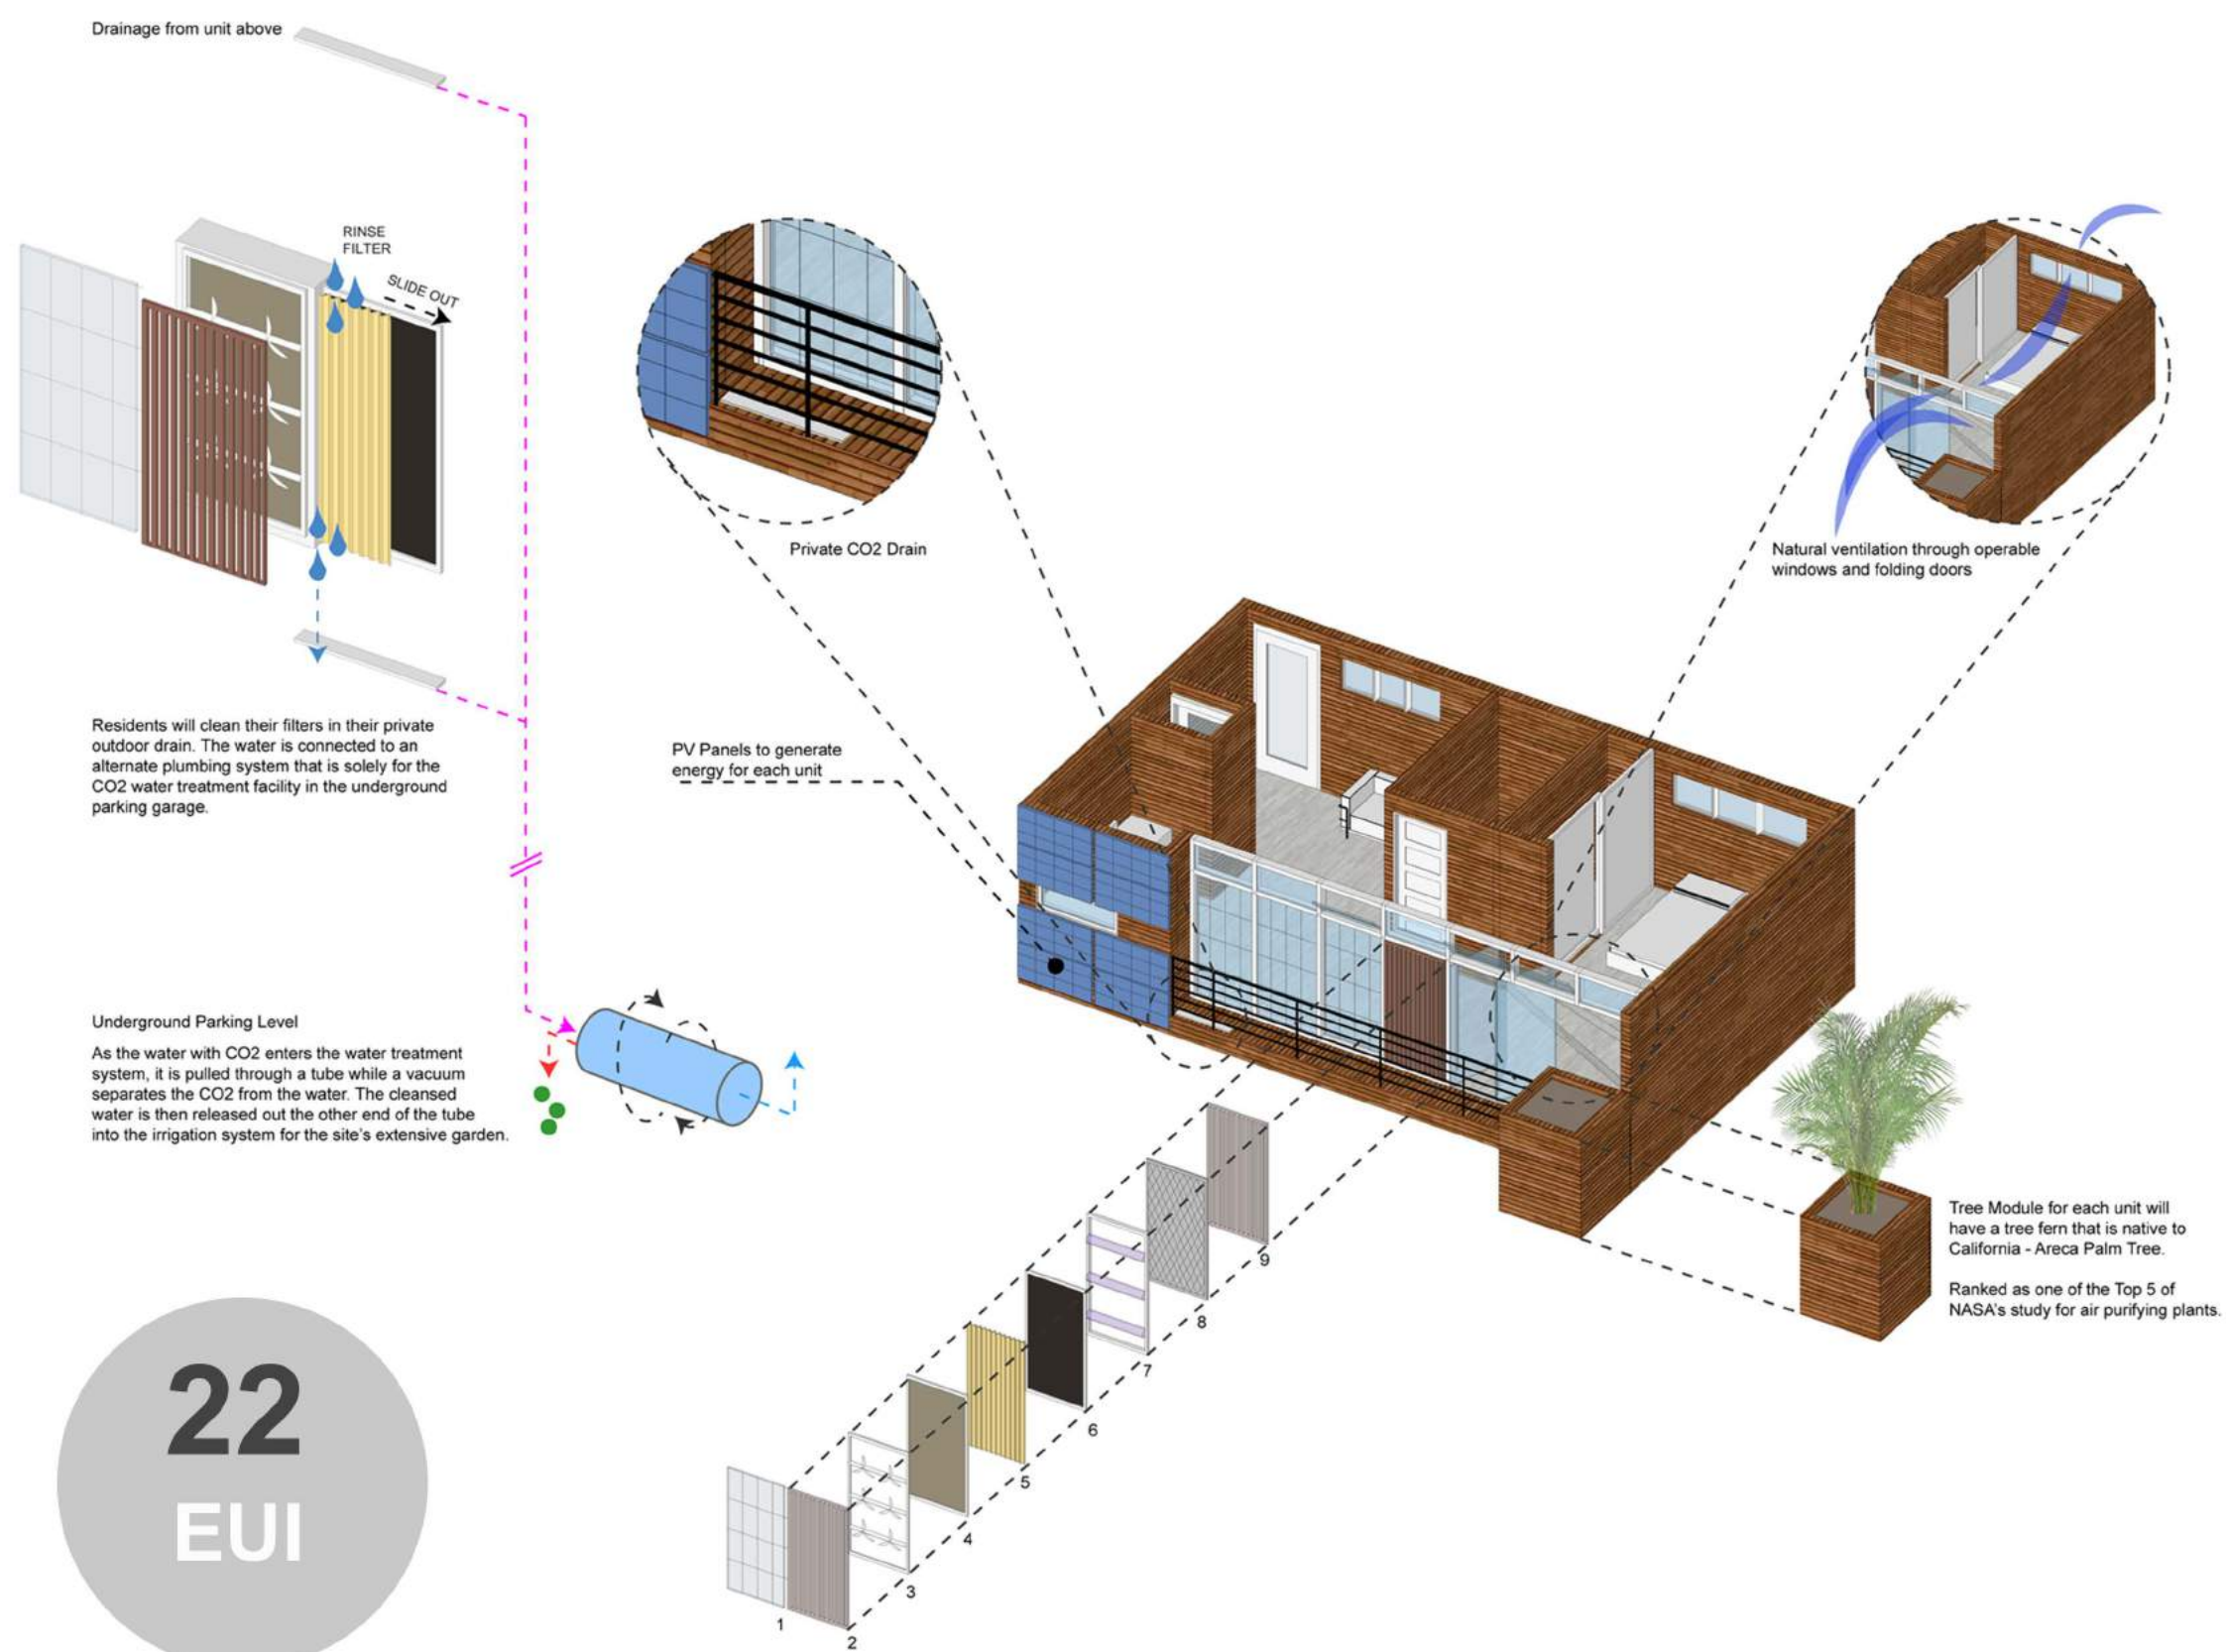 Drainage from unit above
RINSE
FILTER
SLIDE OUT
Residents will clean their filters in their private
outdoor drain. The water is connected to an
alternate plumbing system that is solely for the
CO2 water treatment facility in the underground
parking garage.
Underground Parking Level
As the water with CO2 enters the water treatment
system, it is pulled through a tube while a vacuum
separates the CO2 from the water. The cleansed
water is then released out the other end of the tube
into the irrigation system for the site's extensive garden.
22
EUI
Private CO2 Drain
PV Panels to generate
energy for each unit
Natural ventilation through operable
windows and folding doors
Tree Module for each unit will
have a tree fern that is native to
California - Areca Palm Tree.
Ranked as one of the Top 5 of
NASA's study for air purifying plants.
1
2
3
4
5
6
7
8
9